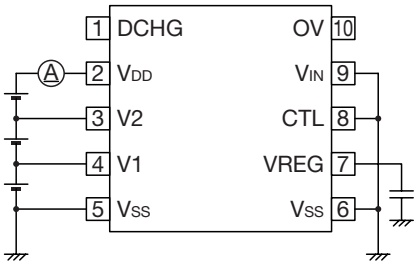 1 DCHG OV 10
A 2 VDD VIN 9
3 V2 CTL 8
4 V1 VREG 7
5 VSS VSS 6